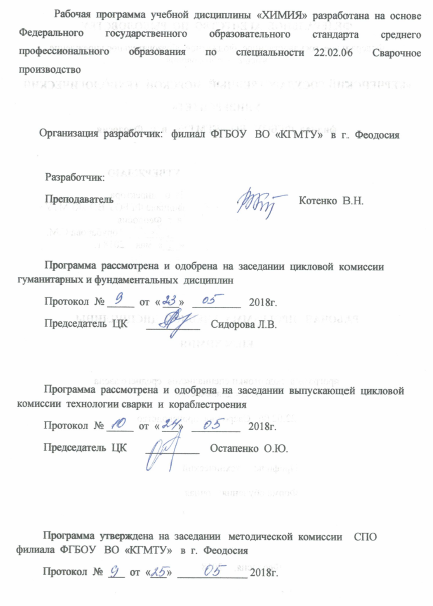 Рабочая программа учебной дисциплины «ХИМИЯ» разработана на основе
Федерального государственного образовательного стандарта среднего
профессионального образования по специальности 22.02.06 Сварочное
производство
Организация разработчик: филиал ФГБОУ ВО «КГМТУ» в г. Феодосия
Разработчик:
Преподаватель Котенко В.Н.
Программа рассмотрена и одобрена на заседании цикловой комиссии
гуманитарных и фундаментальных дисциплин
Протокол № 9 от «23» 05 2018г.
Председатель ЦК Сидорова Л.В.
Программа рассмотрена и одобрена на заседании выпускающей цикловой
комиссии технологии сварки и кораблестроения
Протокол № 10 от «24» 05 2018г.
Председатель ЦК Остапенко О.Ю.
Программа утверждена на заседании методической комиссии СПО
филиала ФГБОУ ВО «КГМТУ» в г. Феодосия
Протокол № 9 от «25» 05 2018г.